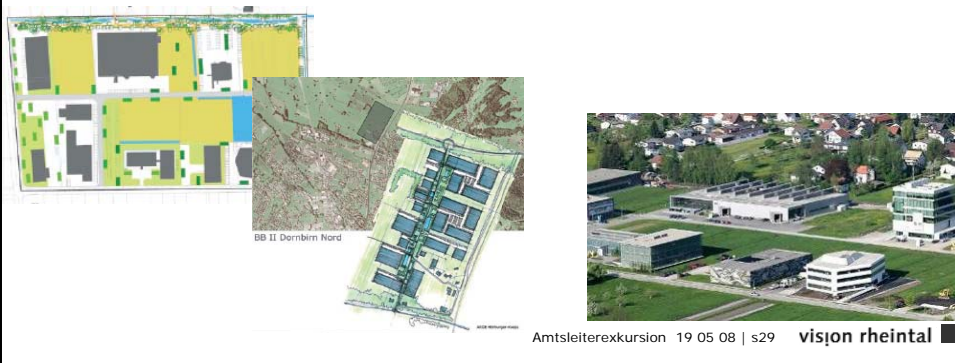 BB II Dornbirn Nord
Amtsleiterexkursion 19 05 08 | s29
vision rheintal